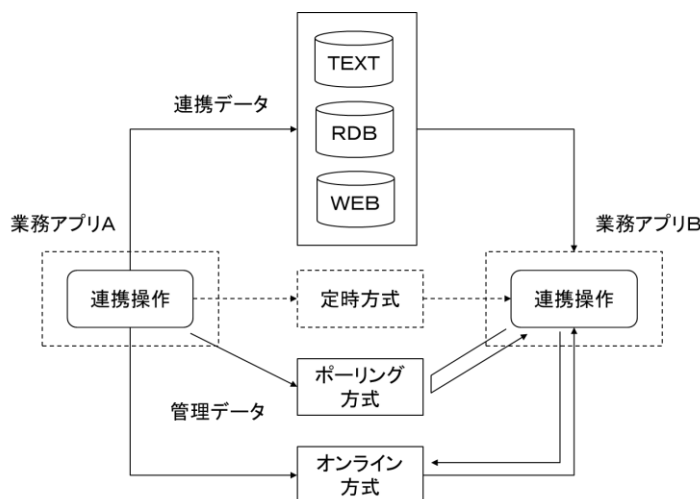 TEXT
連携データ
RDB
WEB
業務アプリA
業務アプリB
連携操作
定時方式
連携操作
ポーリング
方式
管理データ
オンライン
方式